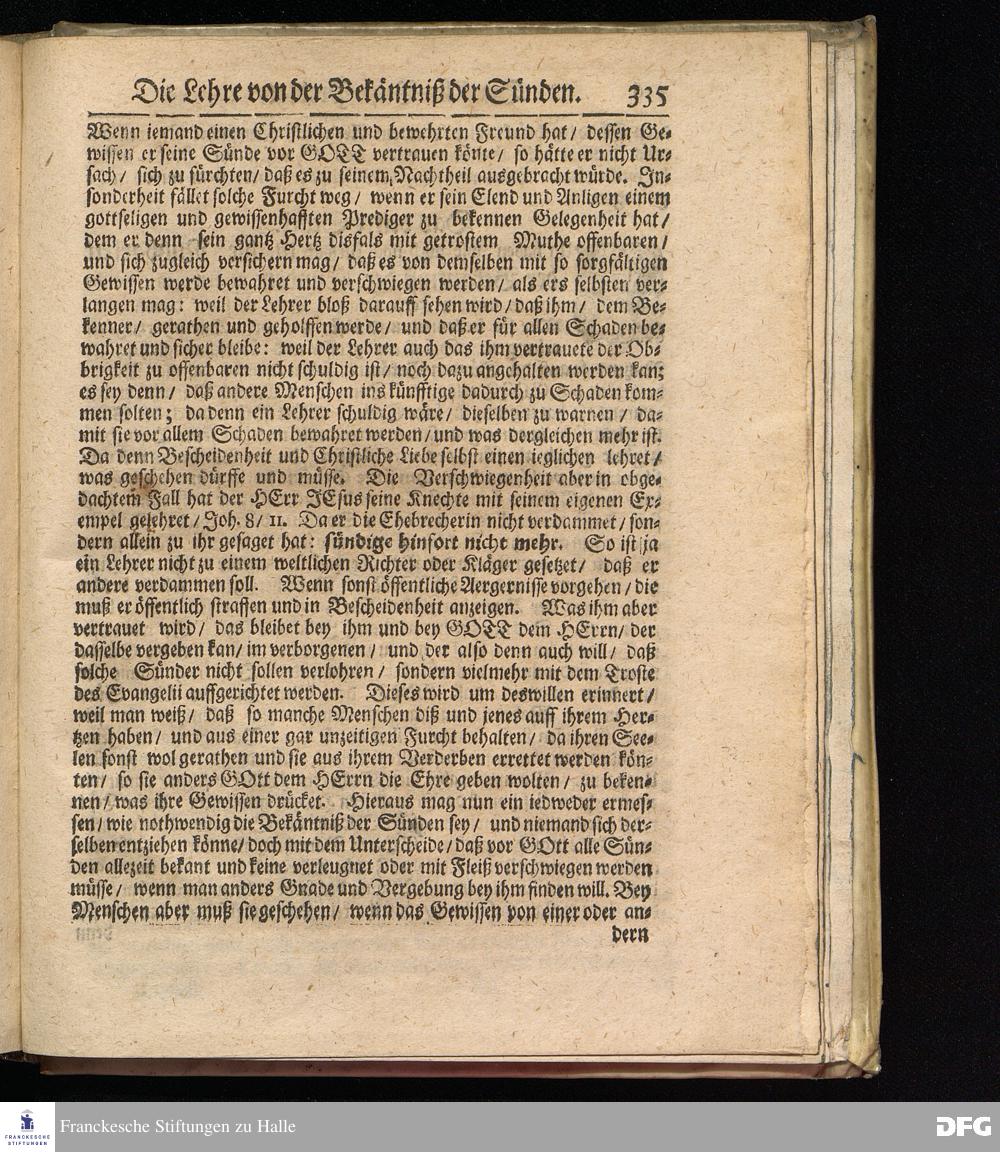 Die Lehre von der Bekäntniß der Sünden. 335
Wenn iemand einen Christlichen und bewehrten Freund hat/ dessen Ge-
wissen er seine Sünde vor GOTT vertrauen könte/ so hätte er nicht Ur-
sach/ sich zu fürchten/ daß es zu seinem Nachtheil ausgebracht würde. In-
sonderheit fället solche Furcht weg/ wenn er sein Elend und Anligen einem
gottseligen und gewissenhafften Prediger zu bekennen Gelegenheit hat/
dem er denn sein gantz Hertz disfals mit getrostem Muthe offenbaren/
und sich zugleich versichern mag/ daß es von demselben mit so sorgfältigen
Gewissen werde bewahret und verschwiegen werden/ als ers selbsten ver-
langen mag: weil der Lehrer bloß darauff sehen wird/ daß ihm/ dem Be-
kenner/ gerathen und geholffen werde/ und daß er für allen Schaden be-
wahret und sicher bleibe: weil der Lehrer auch das ihm vertrauete der Ob-
brigkeit zu offenbaren nicht schuldig ist/ noch dazu angehalten werden kan;
es sey denn/ daß andere Menschen ins künfftige dadurch zu Schaden kom-
men solten; da denn ein Lehrer schuldig wäre/ dieselben zu warnen/ da-
mit sie vor allem Schaden bewahret werden/ und was dergleichen mehr ist.
Da denn Bescheidenheit und Christliche Liebe selbst einen ieglichen lehret/
was geschehen dürffe und müsse. Die Verschwiegenheit aber in obge-
dachtem Fall hat der HErr JEsus seine Knechte mit seinem eigenen Ex-
empel gelehret/ Joh. 8/ 11. Da er die Ehebrecherin nicht verdammet/ son-
dern allein zu ihr gesaget hat: sündige hinfort nicht mehr. So ist ja
ein Lehrer nicht zu einem weltlichen Richter oder Kläger gesetzet/ daß er
andere verdammen soll. Wenn sonst öffentliche Aergernisse vorgehen/ die
muß er öffentlich straffen und in Bescheidenheit anzeigen. Was ihm aber
vertrauet wird/ das bleibet bey ihm und bey GOTT dem HErrn/ der
dasselbe vergeben kan/ im verborgenen/ und der also denn auch will/ daß
solche Sünder nicht sollen verlohren/ sondern vielmehr mit dem Troste
des Evangelii auffgerichtet werden. Dieses wird um deswillen erinnert/
weil man weiß/ daß so manche Menschen diß und jenes auff ihrem Her-
tzen haben/ und aus einer gar unzeitigen Furcht behalten/ da ihren See-
len sonst wol gerathen und sie aus ihrem Verderben errettet werden kön-
ten/ so sie anders GOtt dem HErrn die Ehre geben wolten/ zu beken-
nen/ was ihre Gewissen drücket. Hieraus mag nun ein iedweder ermes-
sen/ wie nothwendig die Bekäntniß der Sünden sey/ und niemand sich der-
selben entziehen könne/ doch mit dem Unterscheide/ daß vor GOtt alle Sün-
den allezeit bekant und keine verleugnet oder mit Fleiß verschwiegen werden
müsse/ wenn man anders Gnade und Vergebung bey ihm finden will. Bey
Menschen aber muß sie geschehen/ wenn das Gewissen von einer oder an-
dern
FRANCKESCHE
STIFTUNGEN
Franckesche Stiftungen zu Halle
DFG